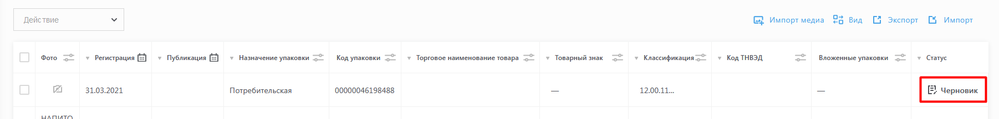 Действие
Импорт медиа Вид Экспорт Импорт
Фото Регистрация Публикация Назначение упаковки Код упаковки Торговое наименование товара Товарный знак Классификация Код ТНВЭД Вложенные упаковки Статус
31.03.2021 Потребительская 00000046198488 — 12.00.11... — Черновик
НАПИТО